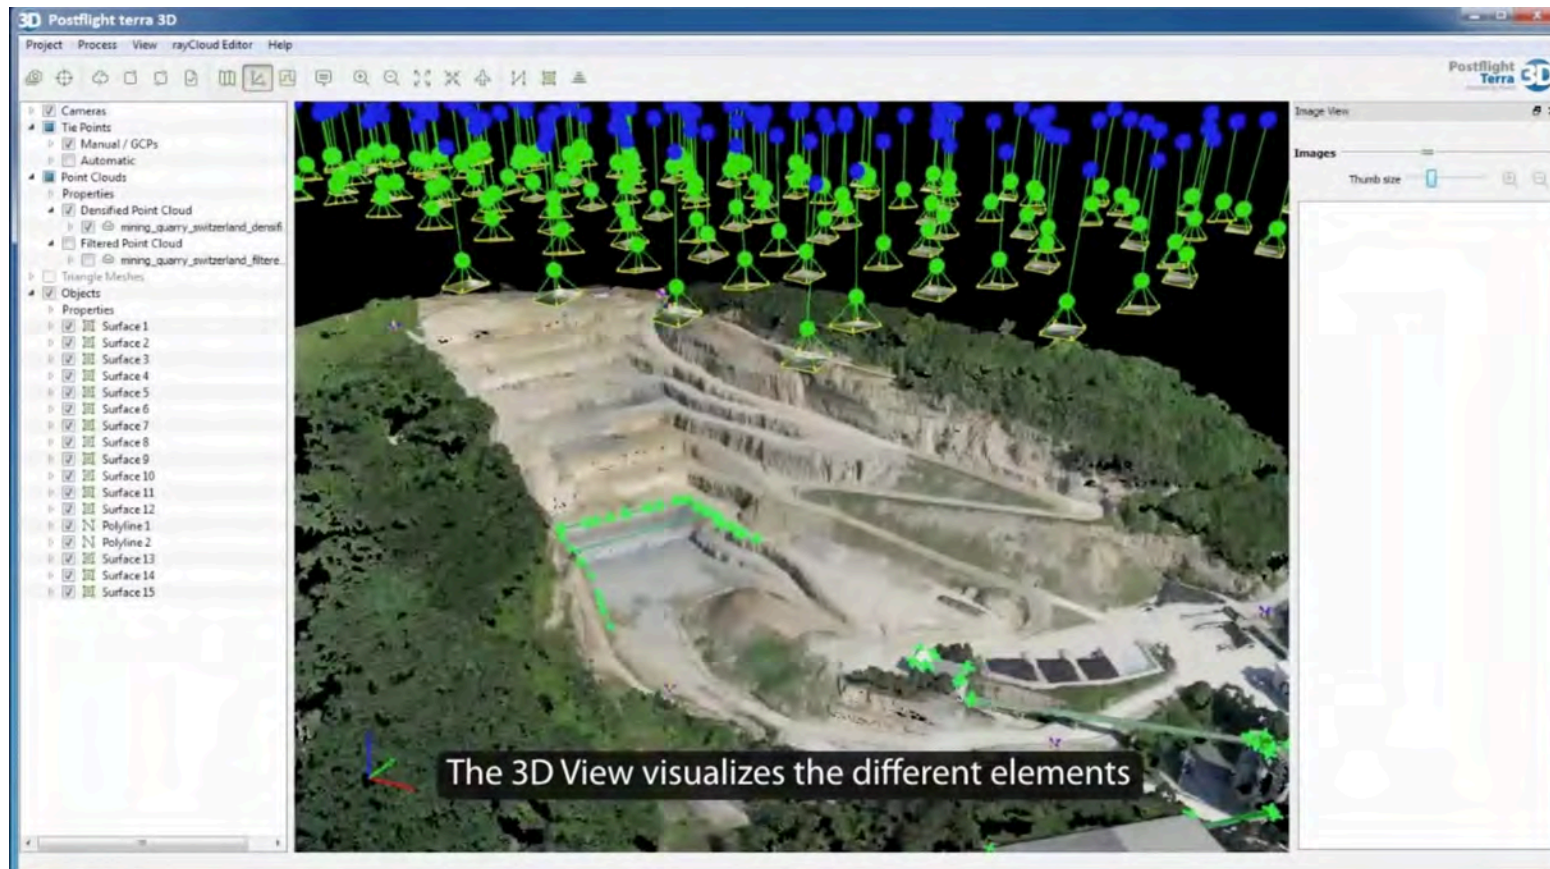 3D Postflight terra 3D
Project Process View rayCloud Editor Help
Postflight
Terra 3D
Cameras
Tie Points
Manual / GCPs
Automatic
Point Clouds
Properties
Densified Point Cloud
mining_quarry_switzerland_densifi
Filtered Point Cloud
mining_quarry_switzerland_filtere...
Triangle Meshes
Objects
Properties
Surface 1
Surface 2
Surface 3
Surface 4
Surface 5
Surface 6
Surface 7
Surface 8
Surface 9
Surface 10
Surface 11
Surface 12
Polyline 1
Polyline 2
Surface 13
Surface 14
Surface 15
Image View
Images
Thumb size
The 3D View visualizes the different elements